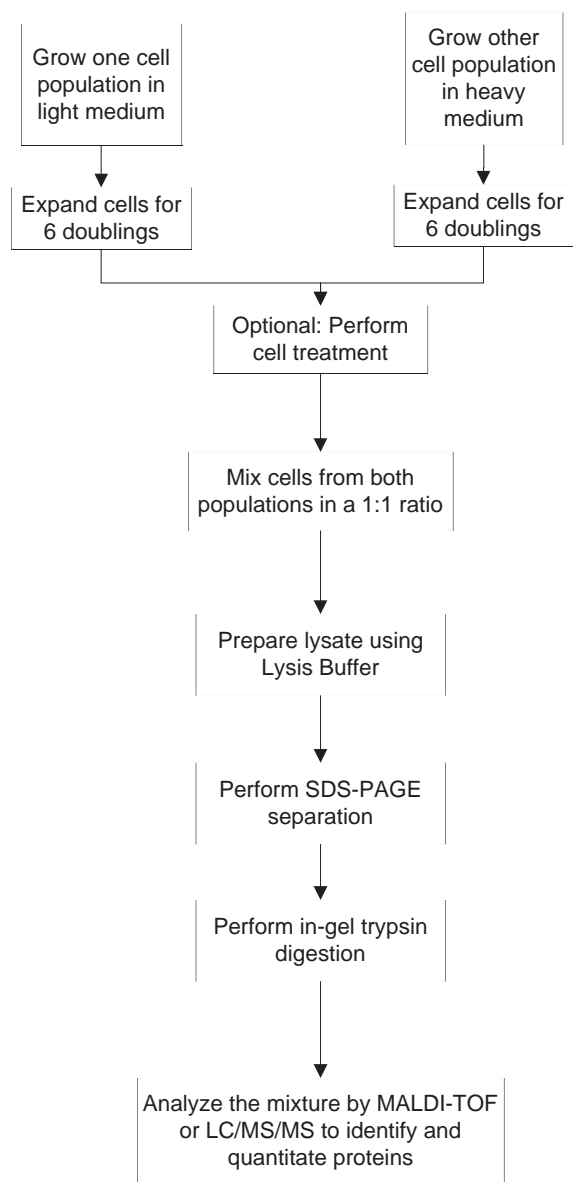 Grow one cell
population in
light medium
Grow other
cell population
in heavy
medium
Expand cells for
6 doublings
Expand cells for
6 doublings
Optional: Perform
cell treatment
Mix cells from both
populations in a 1:1 ratio
Prepare lysate using
Lysis Buffer
Perform SDS-PAGE
separation
Perform in-gel trypsin
digestion
Analyze the mixture by MALDI-TOF
or LC/MS/MS to identify and
quantitate proteins